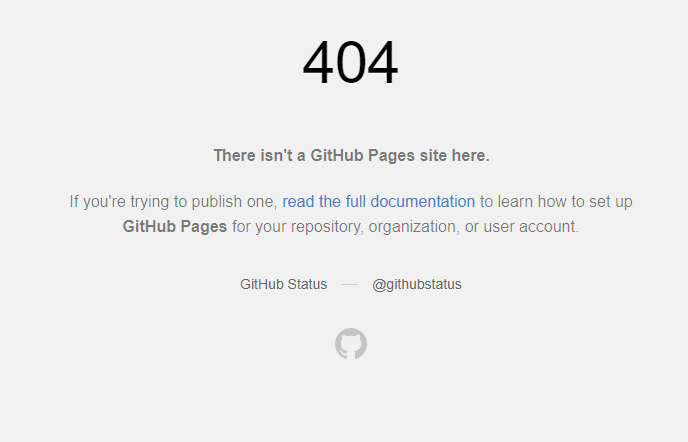 404
There isn't a GitHub Pages site here.
If you're trying to publish one, read the full documentation to learn how to set up
GitHub Pages for your repository, organization, or user account.
GitHub Status — @githubstatus